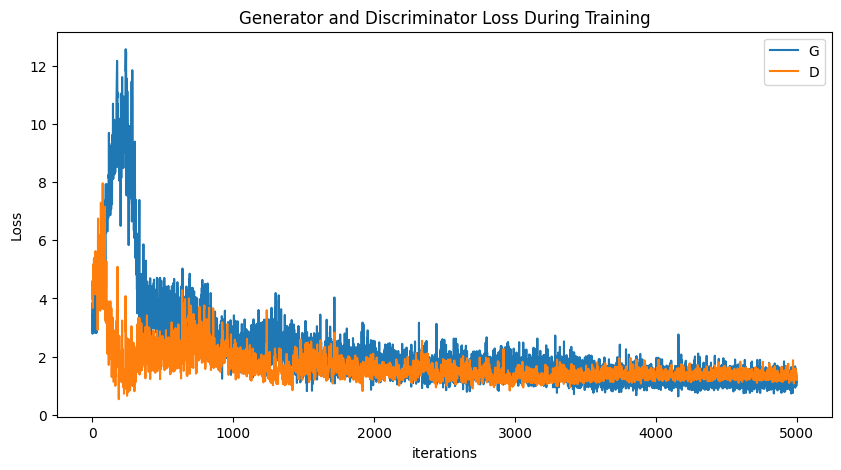 Generator and Discriminator Loss During Training
G
D
12
10
8
6
4
2
0
Loss
0 1000 2000 3000 4000 5000
iterations